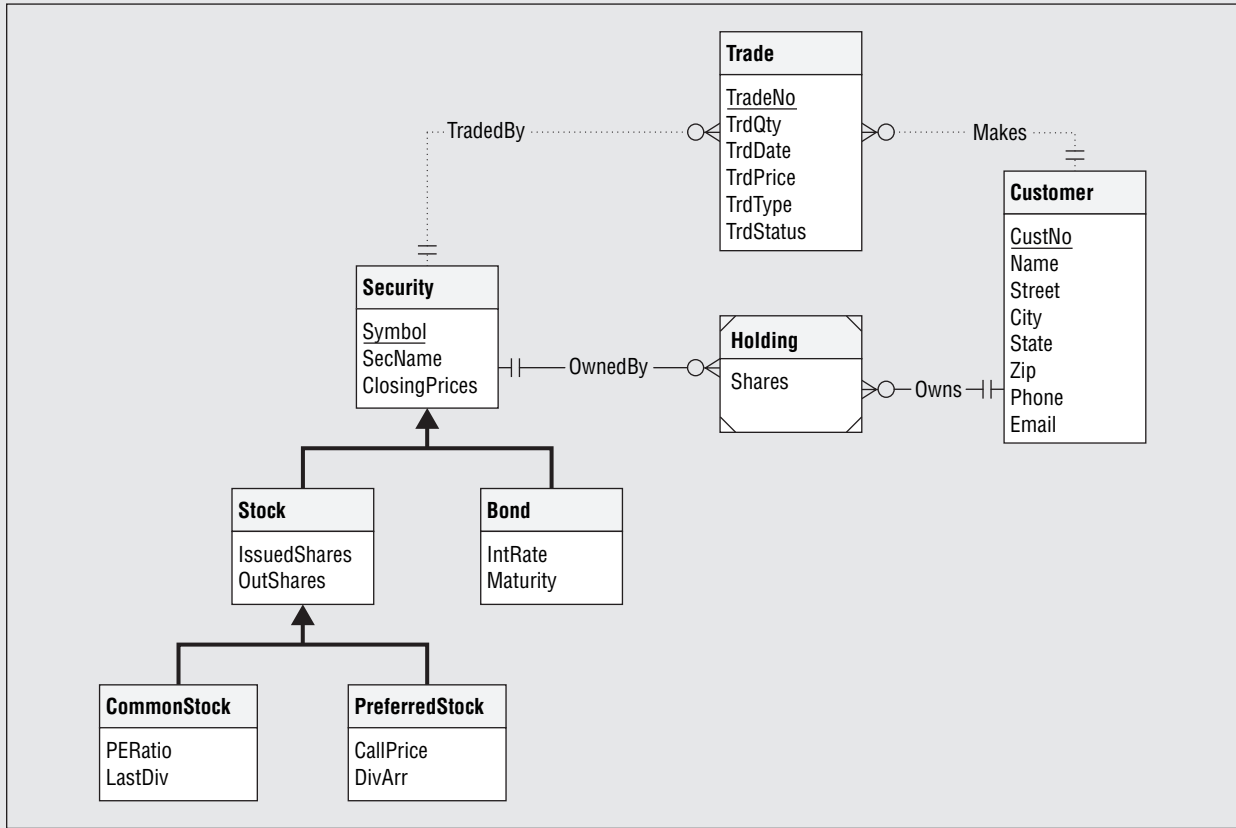 Trade
TradeNo
TrdQty
TrdDate
TrdPrice
TrdType
TrdStatus
TradedBy
Makes
Customer
CustNo
Name
Street
City
State
Zip
Phone
Email
Security
Symbol
SecName
ClosingPrices
OwnedBy
Holding
Shares
Owns
Stock
IssuedShares
OutShares
Bond
IntRate
Maturity
CommonStock
PERatio
LastDiv
PreferredStock
CallPrice
DivArr